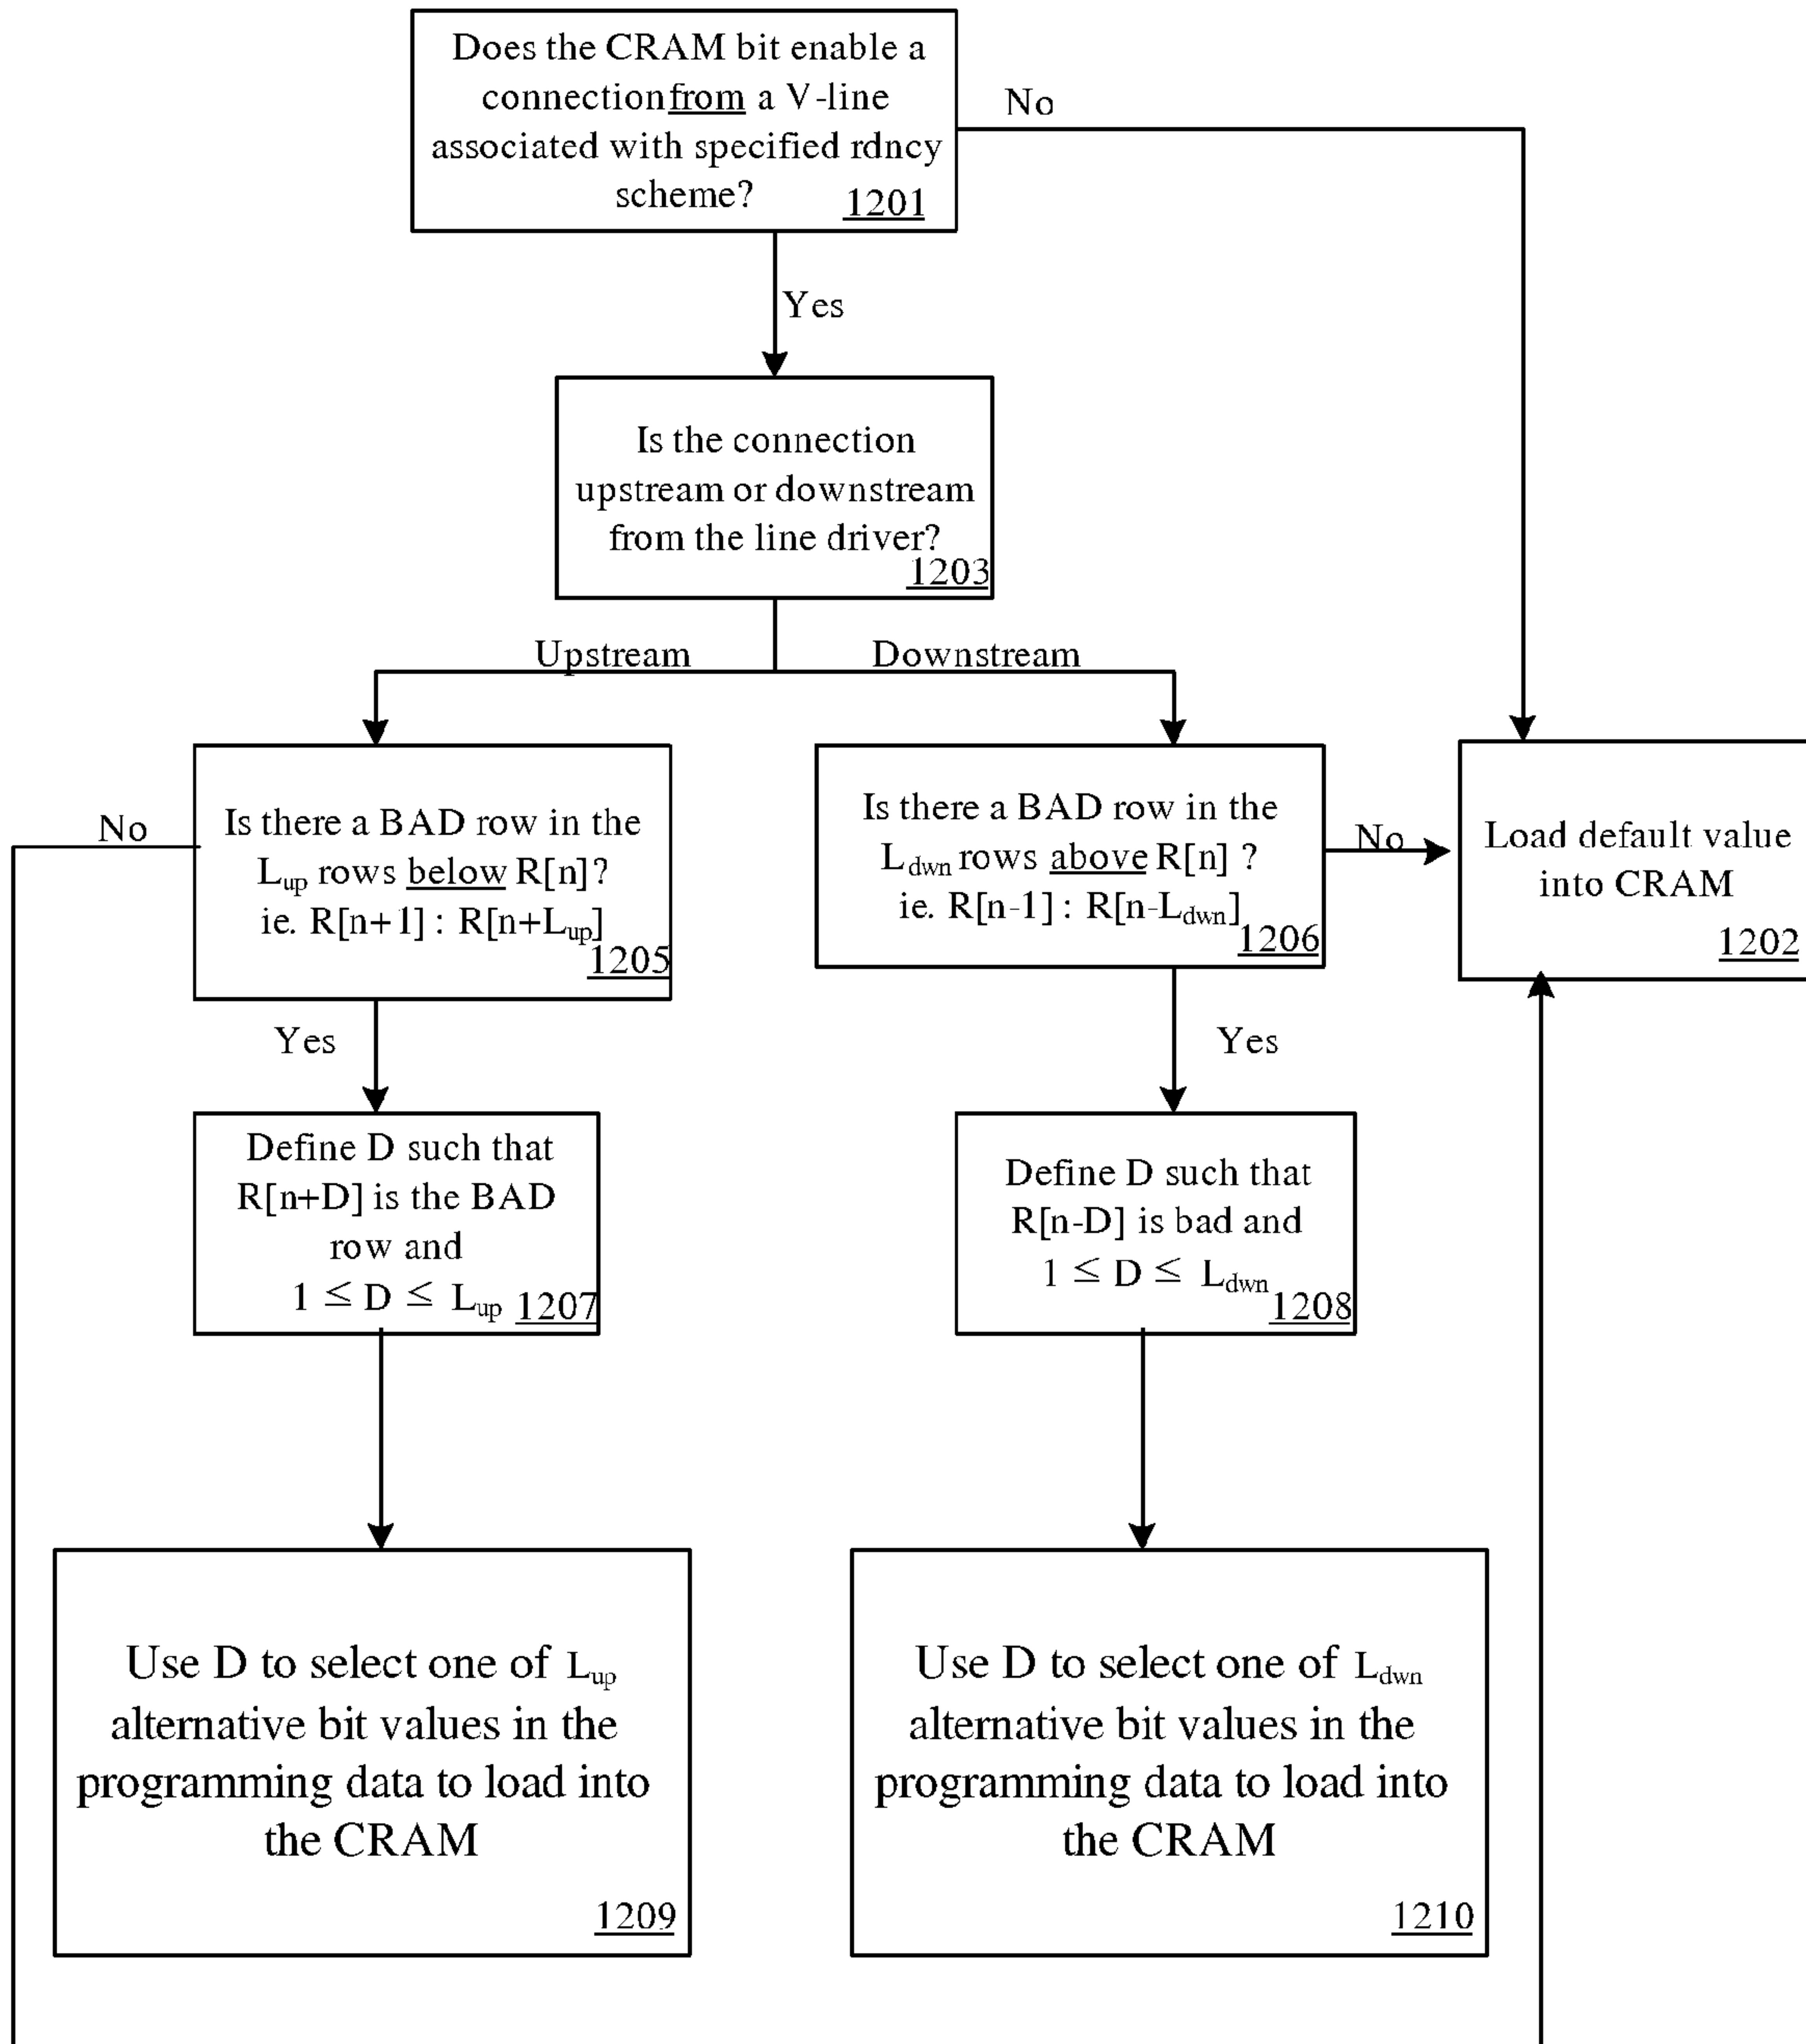 Does the CRAM bit enable a
connection from a V-line
associated with specified rdncy
scheme?
1201
No
Yes
Is the connection
upstream or downstream
from the line driver?
1203
Upstream
Downstream
No
Is there a BAD row in the
Lup rows below R[n]?
ie. R[n+1] : R[n+Lup]
1205
Is there a BAD row in the
Ldwn rows above R[n] ?
ie. R[n-1] : R[n-Ldwn]
1206
No
Load default value
into CRAM
1202
Yes
Yes
Define D such that
R[n+D] is the BAD
row and
1 ≤ D ≤ Lup
1207
Define D such that
R[n-D] is bad and
1 ≤ D ≤ Ldwn
1208
Use D to select one of Lup
alternative bit values in the
programming data to load into
the CRAM
1209
Use D to select one of Ldwn
alternative bit values in the
programming data to load into
the CRAM
1210